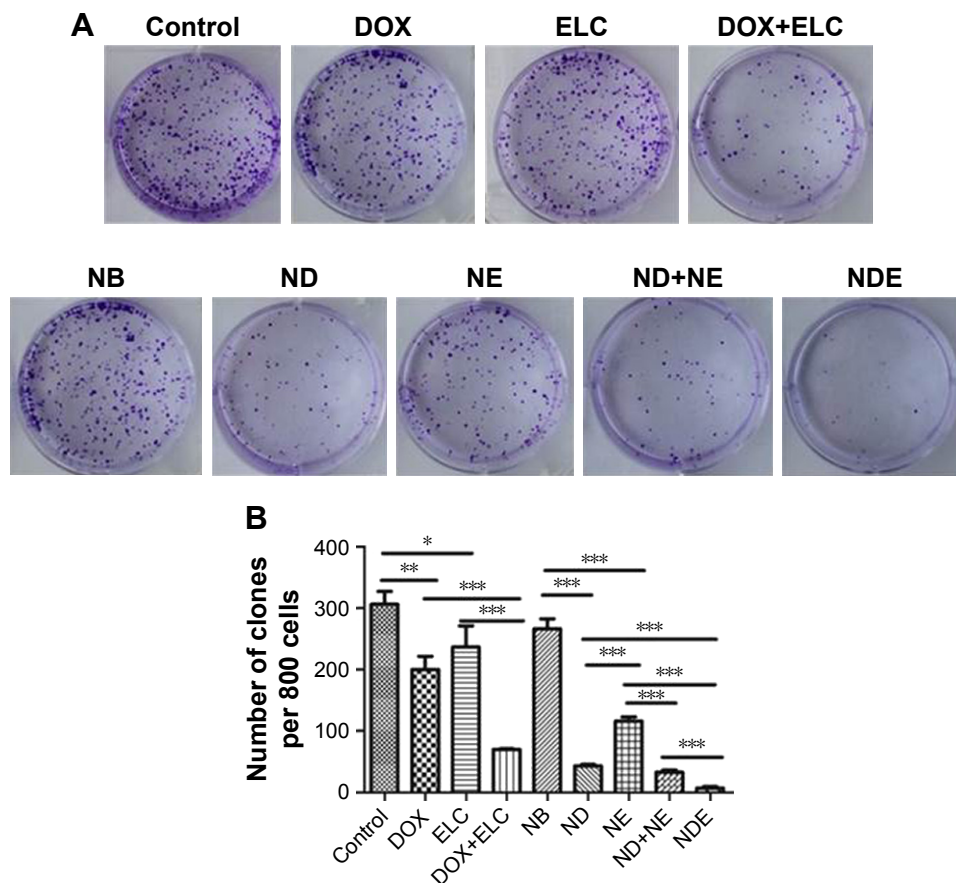 A
Control DOX ELC DOX+ELC
NB ND NE ND+NE NDE
B
Number of clones
per 800 cells
400
300
200
100
0
*
**
***
***
***
***
***
***
***
***
***
Control DOX ELC DOX+ELC NB ND NE ND+NE NDE